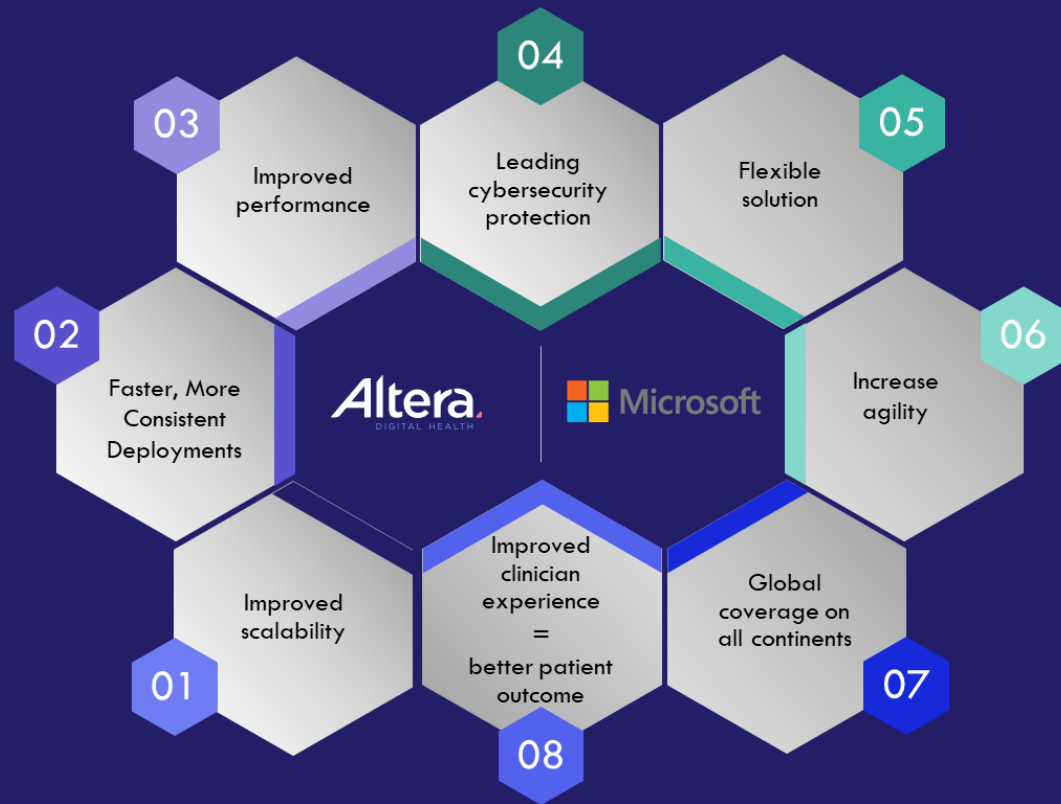 01
Improved
scalability
02
Faster, More
Consistent
Deployments
03
Improved
performance
04
Leading
cybersecurity
protection
05
Flexible
solution
06
Increase
agility
07
Global
coverage on
all continents
08
Improved
clinician
experience
=
better patient
outcome
Altera
DIGITAL HEALTH
Microsoft